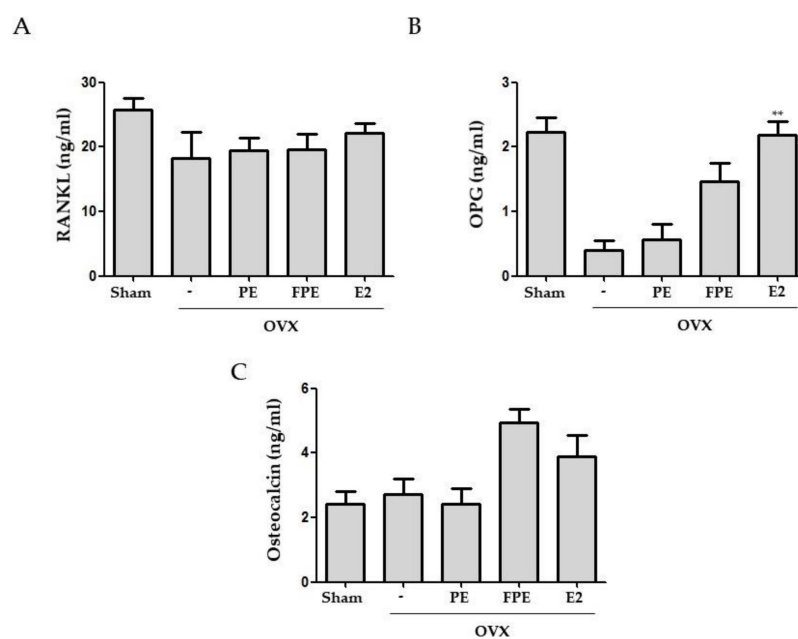 A
RANKL (ng/ml)
30
20
10
0
Sham - PE FPE E2
OVX
B
OPG (ng/ml)
3
2
1
0
**
Sham - PE FPE E2
OVX
C
Osteocalcin (ng/ml)
6
4
2
0
Sham - PE FPE E2
OVX